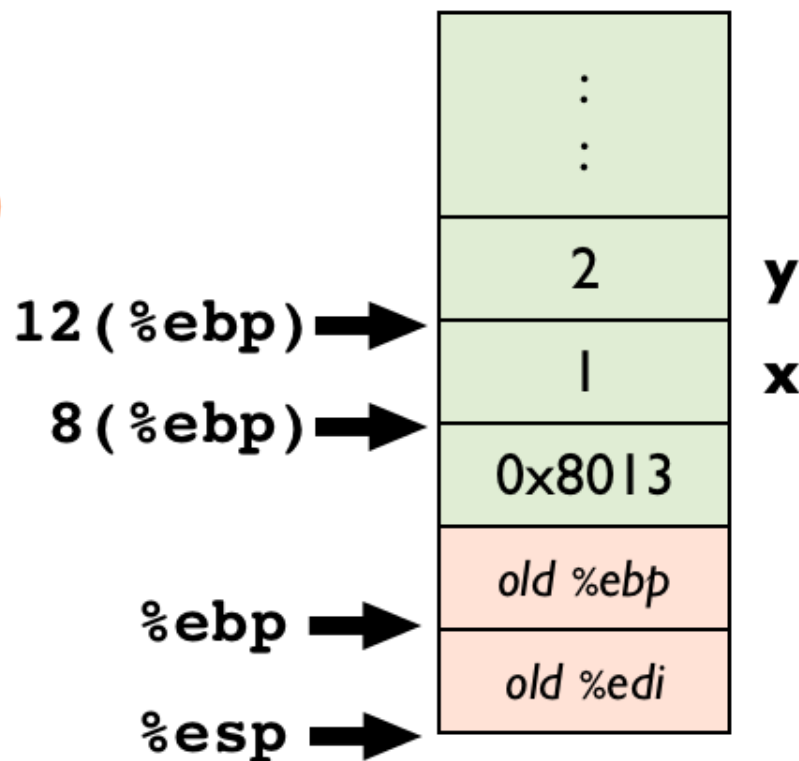 :
:
2 y
12(%ebp)
1 x
8(%ebp)
0x8013
old %ebp
%ebp
old %edi
%esp